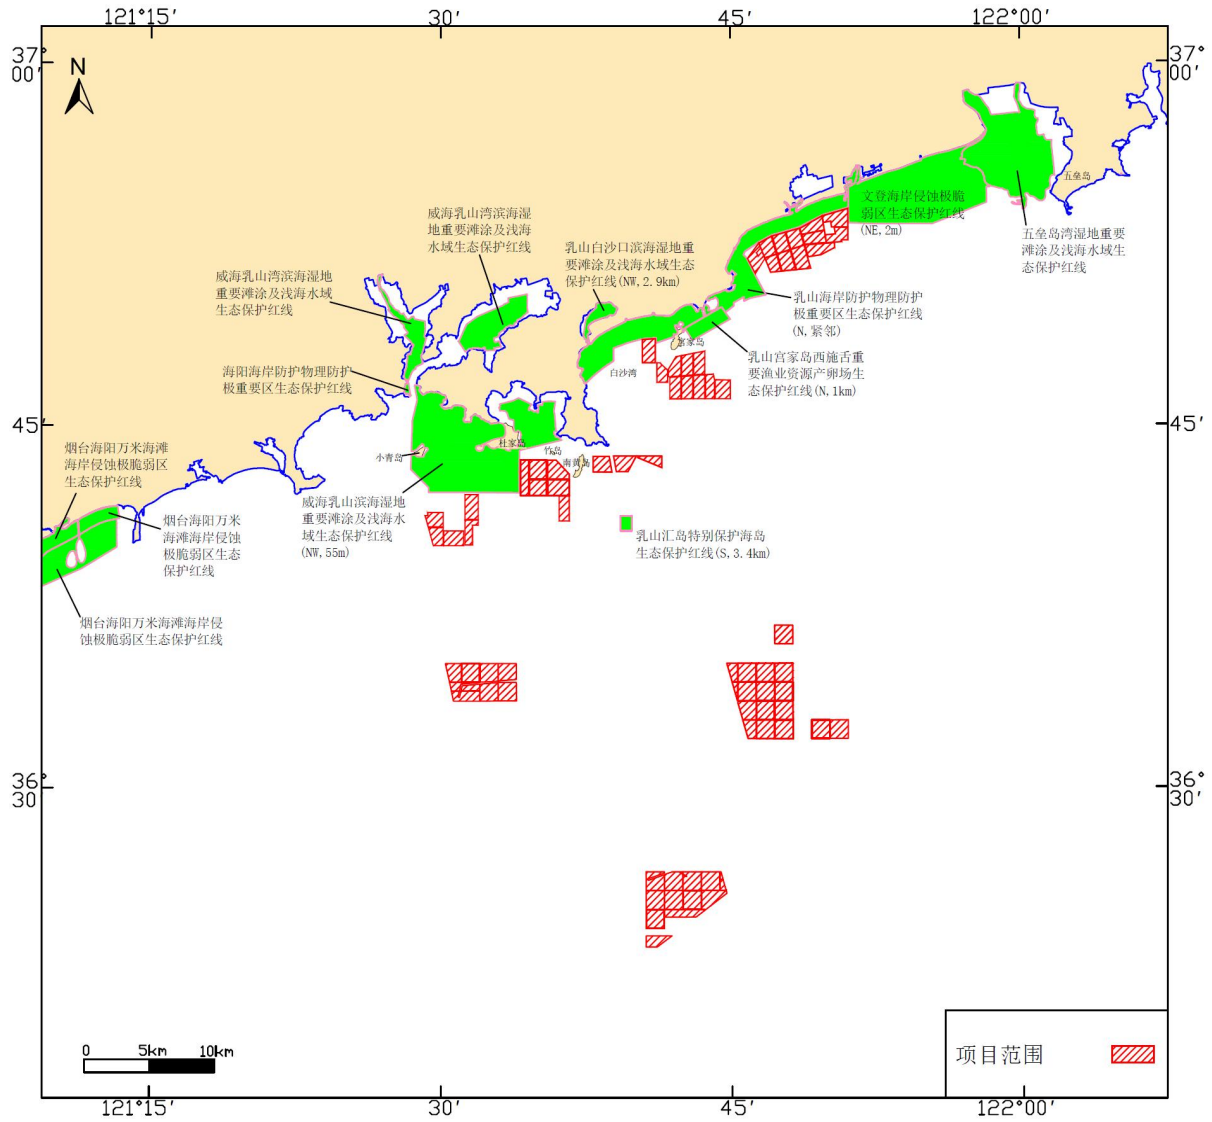 121°15′
30′
45′
122°00′
37°
00′
37°
00′
N
五垒岛
文登海岸侵蚀极脆
弱区生态保护红线
(NE,2m)
五垒岛湾湿地重要
滩涂及浅海水域生
态保护红线
威海乳山湾滨海湿
地重要滩涂及浅海
水域生态保护红线
乳山白沙口滨海湿地重
要滩涂及浅海水域生态
保护红线(NW,2.9km)
威海乳山湾滨海湿地
重要滩涂及浅海水域
生态保护红线
乳山海岸防护物理防护
极重要区生态保护红线
(N,紧邻)
宫家岛
乳山宫家岛西施舌重
要渔业资源产卵场生
态保护红线(N,1km)
海阳海岸防护物理防护
极重要区生态保护红线
白沙湾
45′
45′
烟台海阳万米海滩
海岸侵蚀极脆弱区
生态保护红线
小青岛
杜家岛
竹岛
南黄岛
威海乳山滨海湿地
重要滩涂及浅海水
域生态保护红线
(NW,55m)
烟台海阳万米
海滩海岸侵蚀
极脆弱区生态
保护红线
乳山汇岛特别保护海岛
生态保护红线(S,3.4km)
烟台海阳万米海滩海岸侵
蚀极脆弱区生态保护红线
36°
30′
36°
30′
0 5km 10km
项目范围
121°15′
30′
45′
122°00′